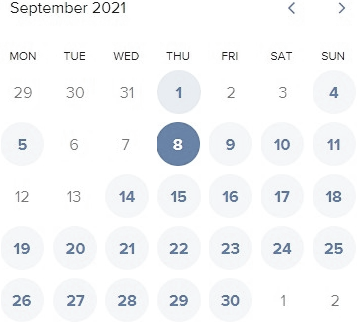 September 2021 < >
MON TUE WED THU FRI SAT SUN
29 30 31 1 2 3 4
5 6 7 8 9 10 11
12 13 14 15 16 17 18
19 20 21 22 23 24 25
26 27 28 29 30 1 2